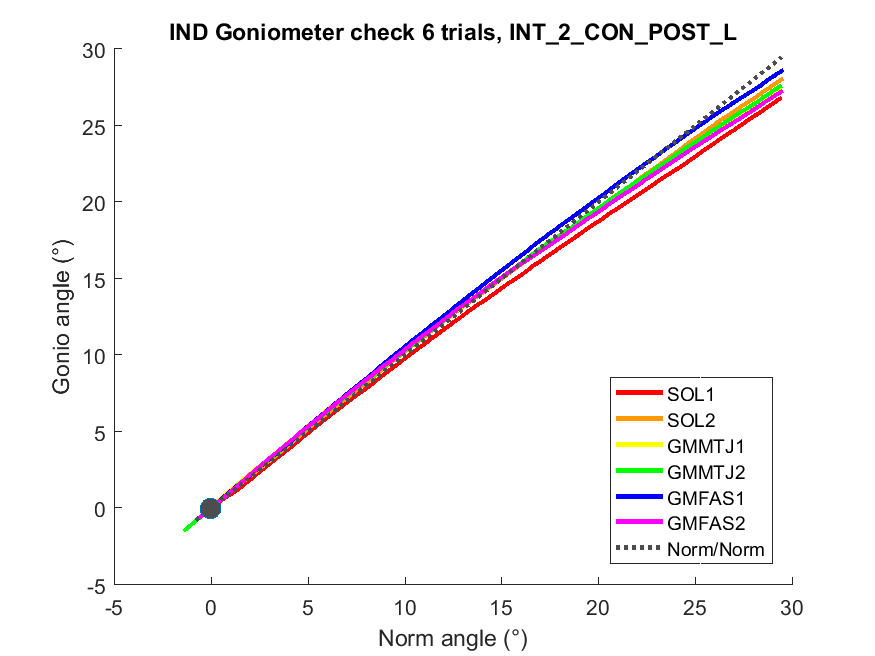 IND Goniometer check 6 trials, INT_2_CON_POST_L
30
25
20
15
10
5
0
-5
Gonio angle (°)
SOL1
SOL2
GMMTJ1
GMMTJ2
GMFAS1
GMFAS2
Norm/Norm
-5 0 5 10 15 20 25 30
Norm angle (°)